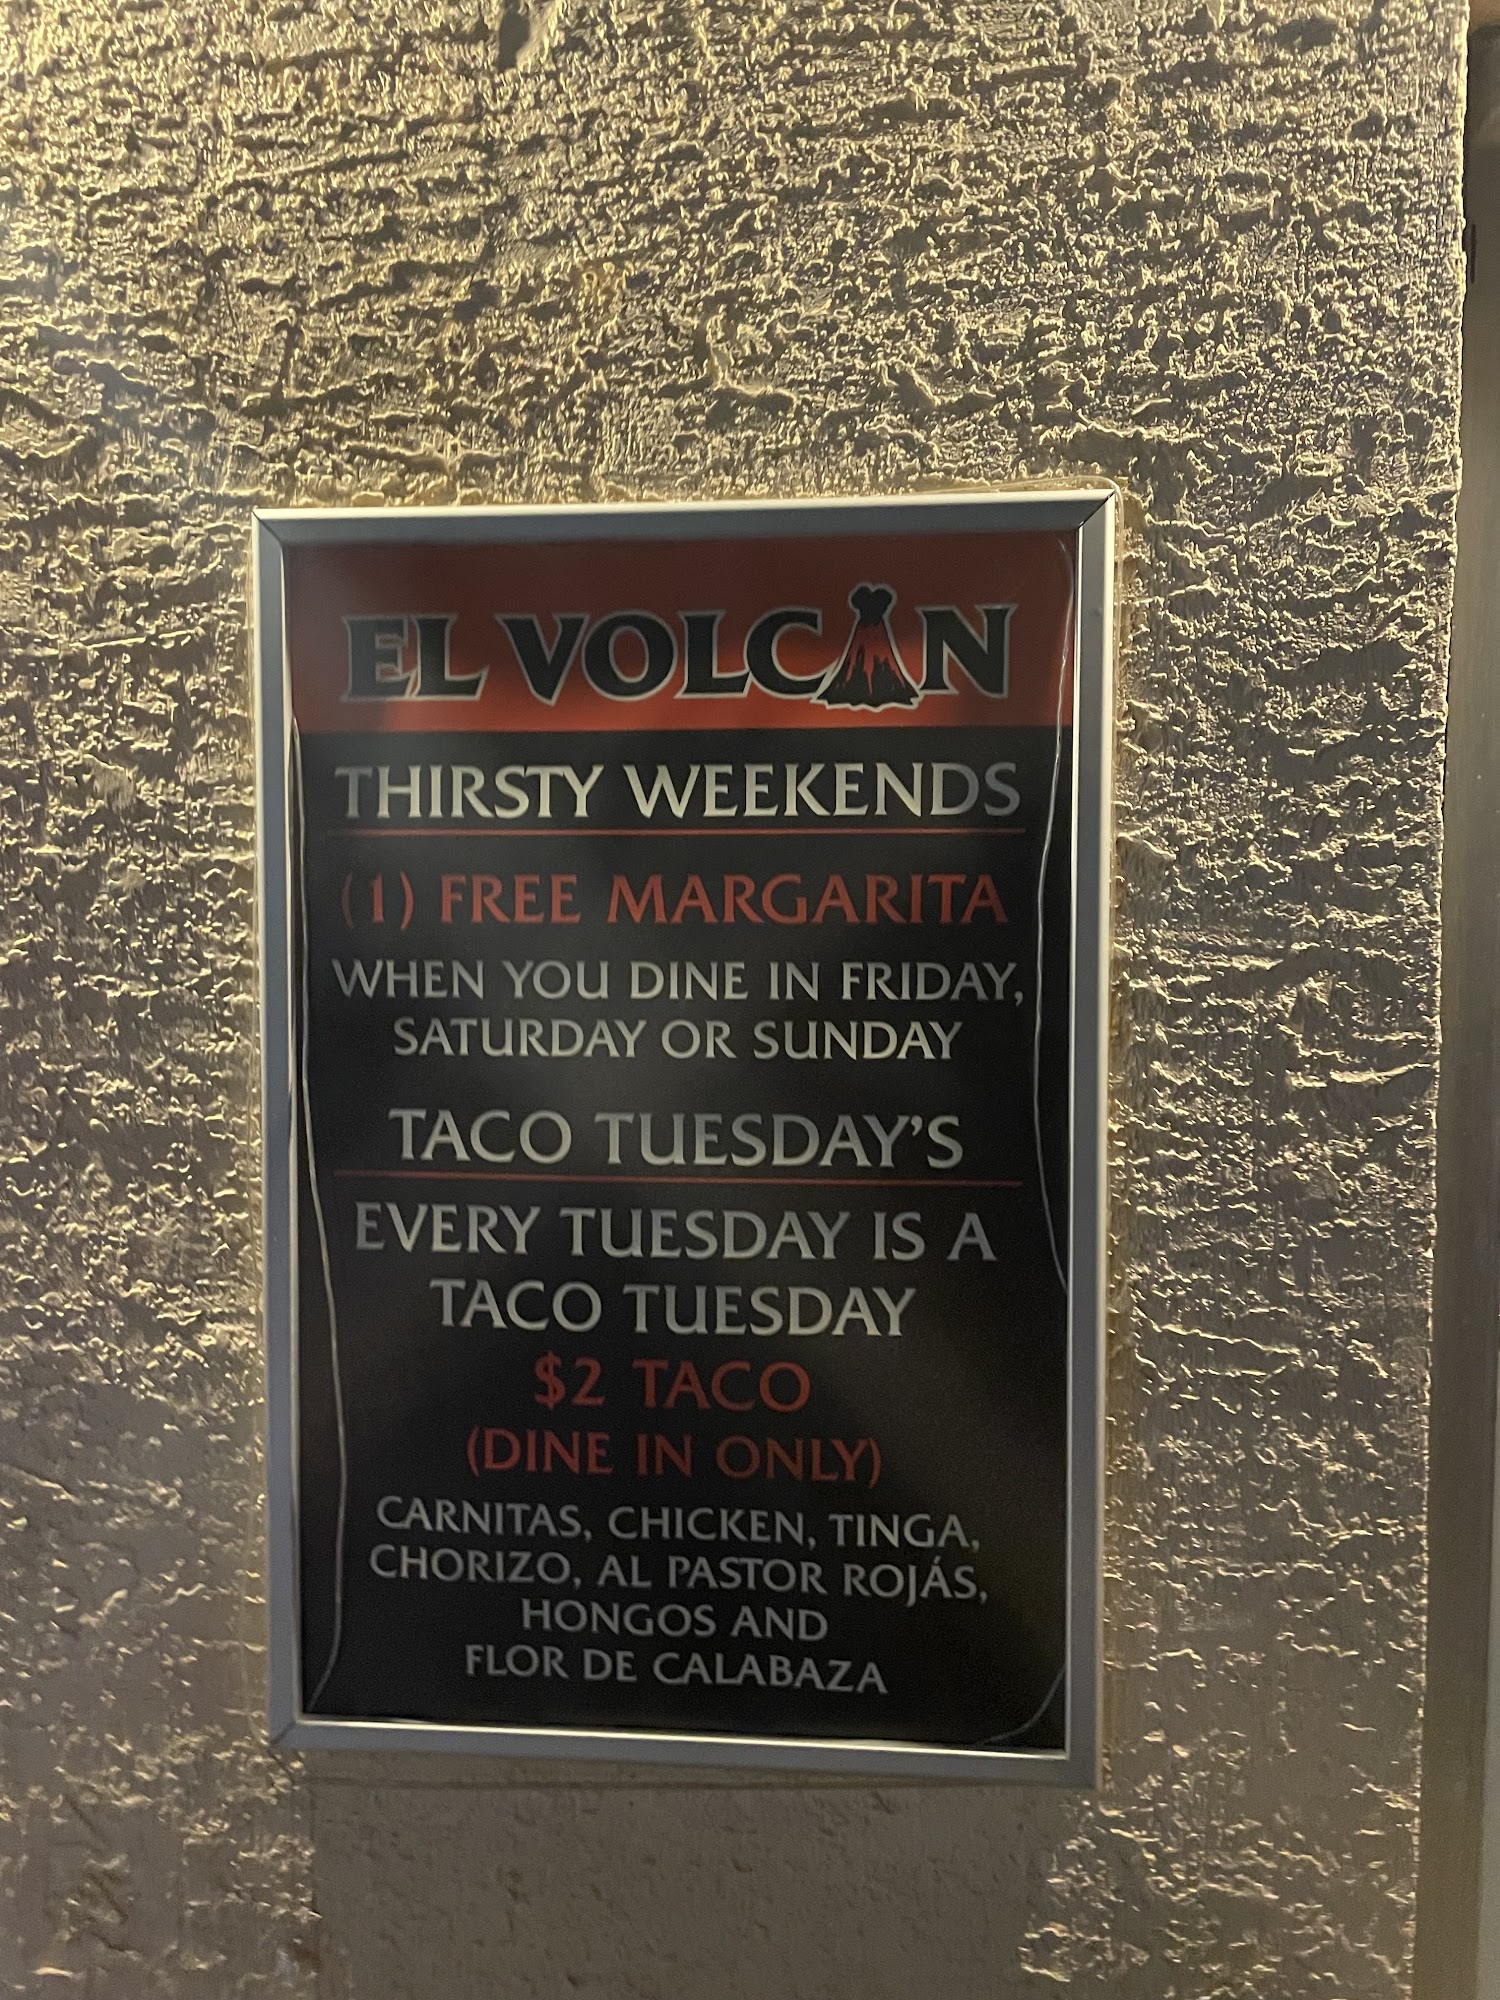 EL VOLCÁN
THIRSTY WEEKENDS
(1) FREE MARGARITA
WHEN YOU DINE IN FRIDAY,
SATURDAY OR SUNDAY
TACO TUESDAY'S
EVERY TUESDAY IS A
TACO TUESDAY
$2 TACO
(DINE IN ONLY)
CARNITAS, CHICKEN, TINGA,
CHORIZO, AL PASTOR ROJÁS,
HONGOS AND
FLOR DE CALABAZA